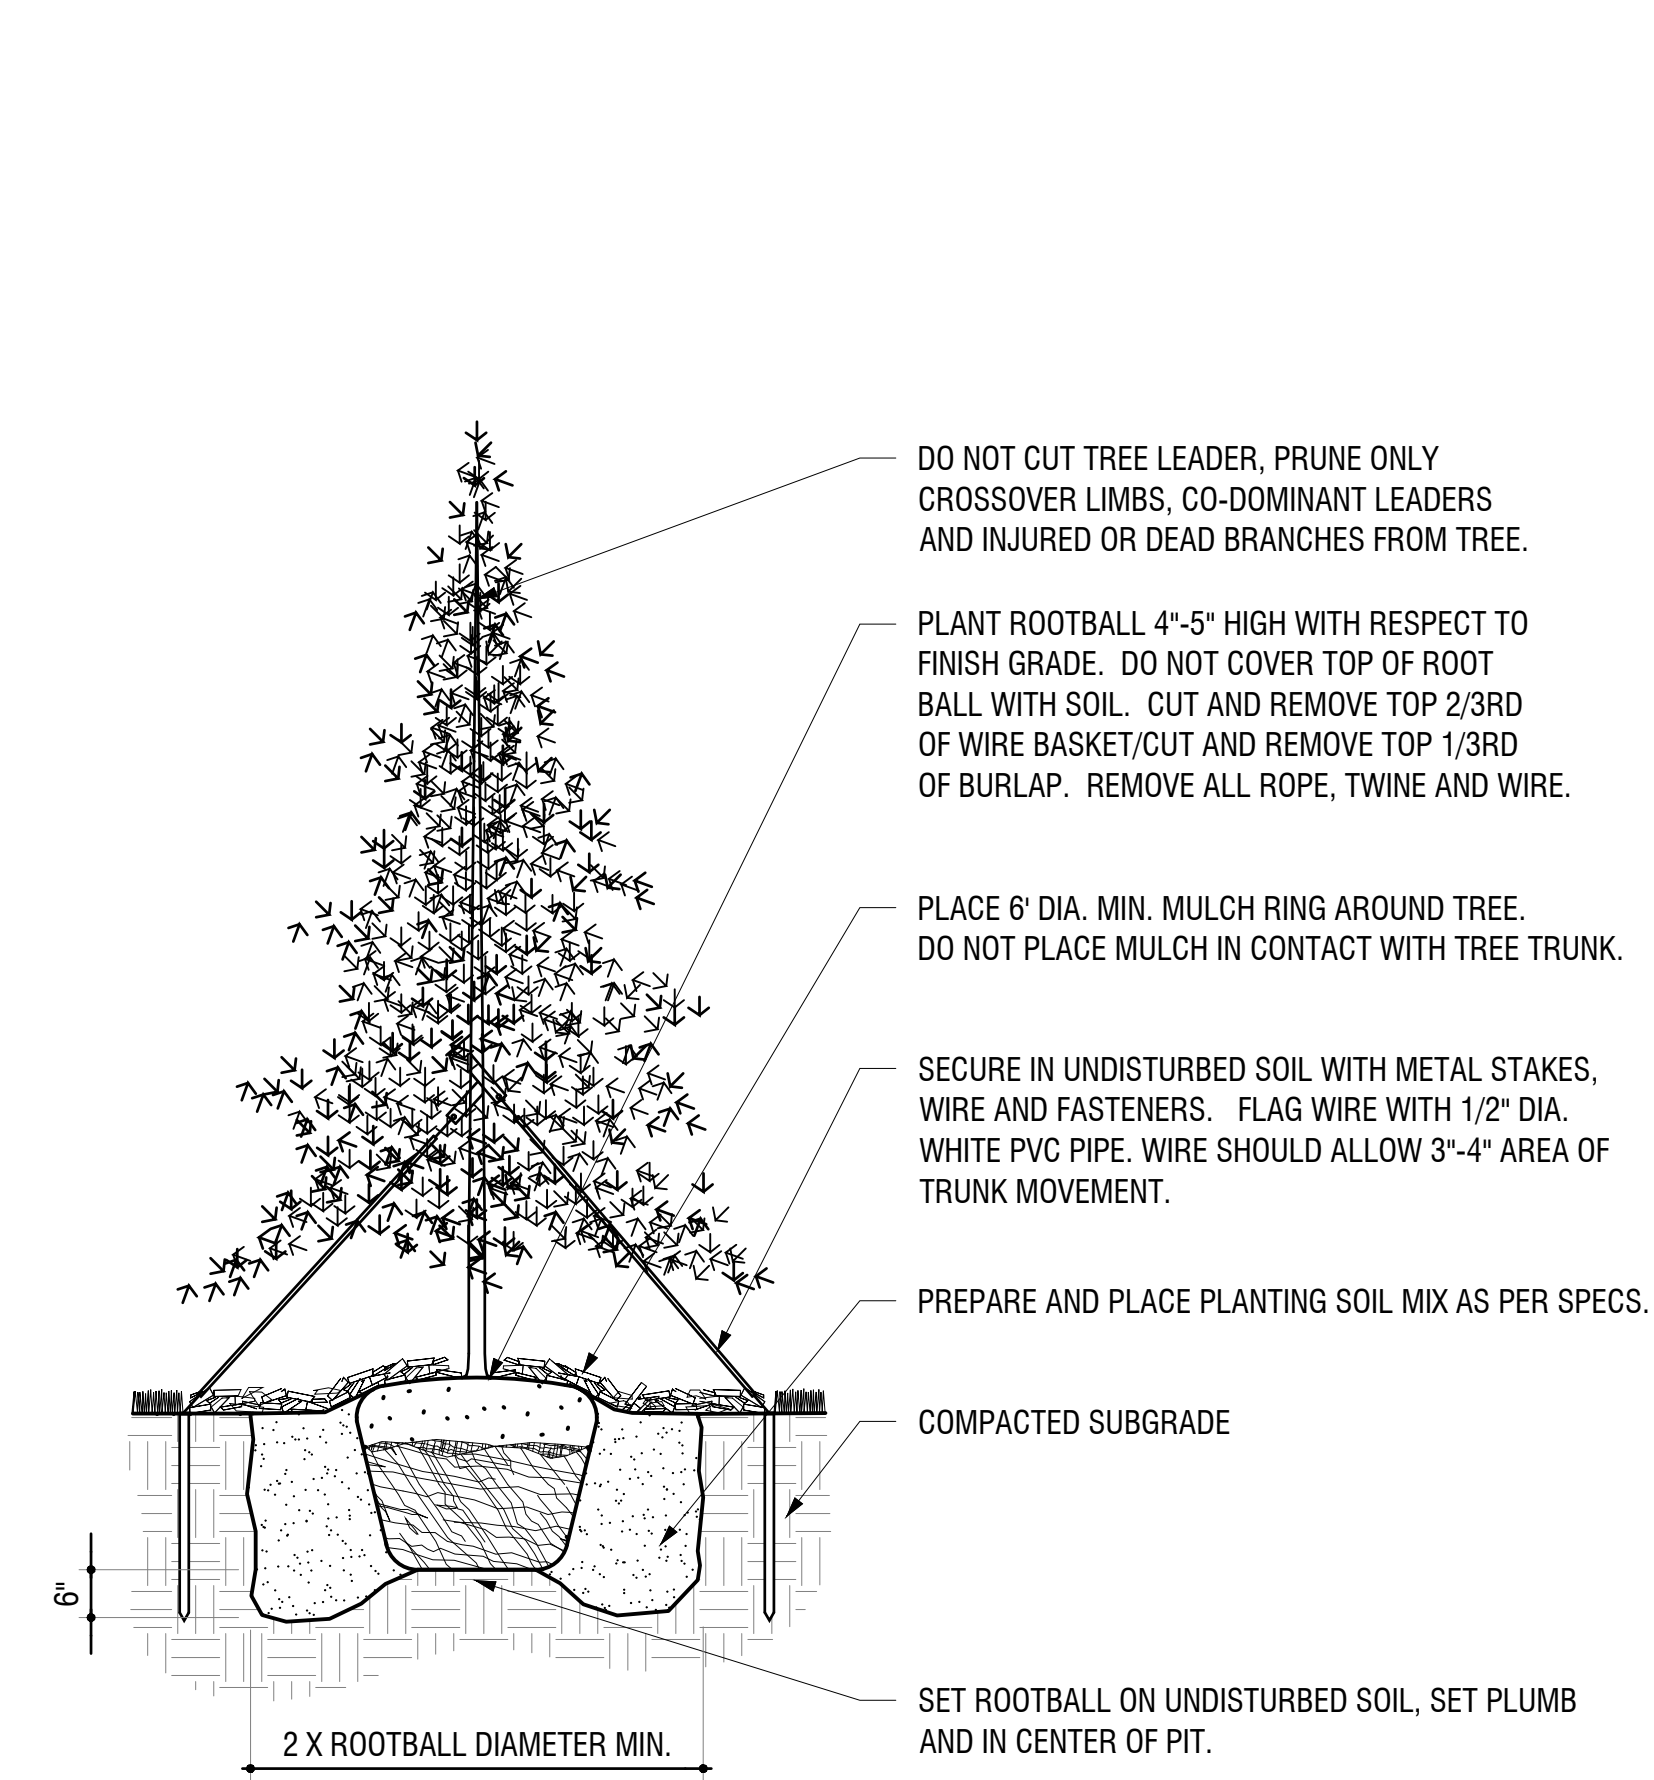 DO NOT CUT TREE LEADER, PRUNE ONLY
CROSSOVER LIMBS, CO-DOMINANT LEADERS
AND INJURED OR DEAD BRANCHES FROM TREE.
PLANT ROOTBALL 4"-5" HIGH WITH RESPECT TO
FINISH GRADE. DO NOT COVER TOP OF ROOT
BALL WITH SOIL. CUT AND REMOVE TOP 2/3RD
OF WIRE BASKET/CUT AND REMOVE TOP 1/3RD
OF BURLAP. REMOVE ALL ROPE, TWINE AND WIRE.
PLACE 6' DIA. MIN. MULCH RING AROUND TREE.
DO NOT PLACE MULCH IN CONTACT WITH TREE TRUNK.
SECURE IN UNDISTURBED SOIL WITH METAL STAKES,
WIRE AND FASTENERS. FLAG WIRE WITH 1/2" DIA.
WHITE PVC PIPE. WIRE SHOULD ALLOW 3"-4" AREA OF
TRUNK MOVEMENT.
PREPARE AND PLACE PLANTING SOIL MIX AS PER SPECS.
COMPACTED SUBGRADE
6"
SET ROOTBALL ON UNDISTURBED SOIL, SET PLUMB
AND IN CENTER OF PIT.
2 X ROOTBALL DIAMETER MIN.